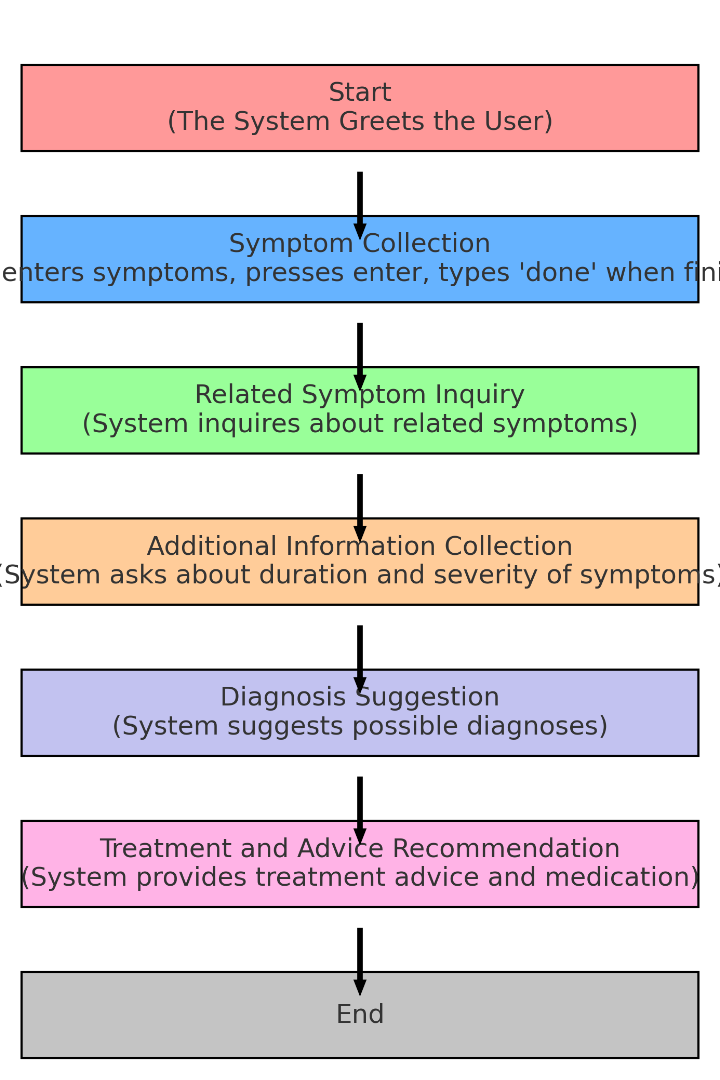 Start
(The System Greets the User)
Symptom Collection
enters symptoms, presses enter, types 'done' when
Related Symptom Inquiry
(System inquires about related symptoms)
Additional Information Collection
(System asks about duration and severity of symptoms)
Diagnosis Suggestion
(System suggests possible diagnoses)
Treatment and Advice Recommendation
(System provides treatment advice and medication)
End